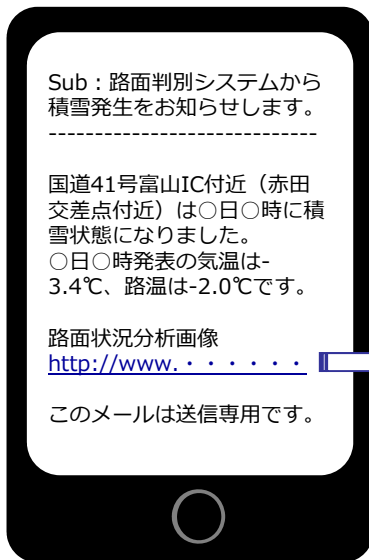 Sub：路面判別システムから
積雪発生をお知らせします。
-----------------------------
国道41号富山IC付近（赤田
交差点付近）は○日○時に積
雪状態になりました。
○日○時発表の気温は-
3.4℃、路温は-2.0℃です。
路面状況分析画像
http://www.・・・・・・
このメールは送信専用です。